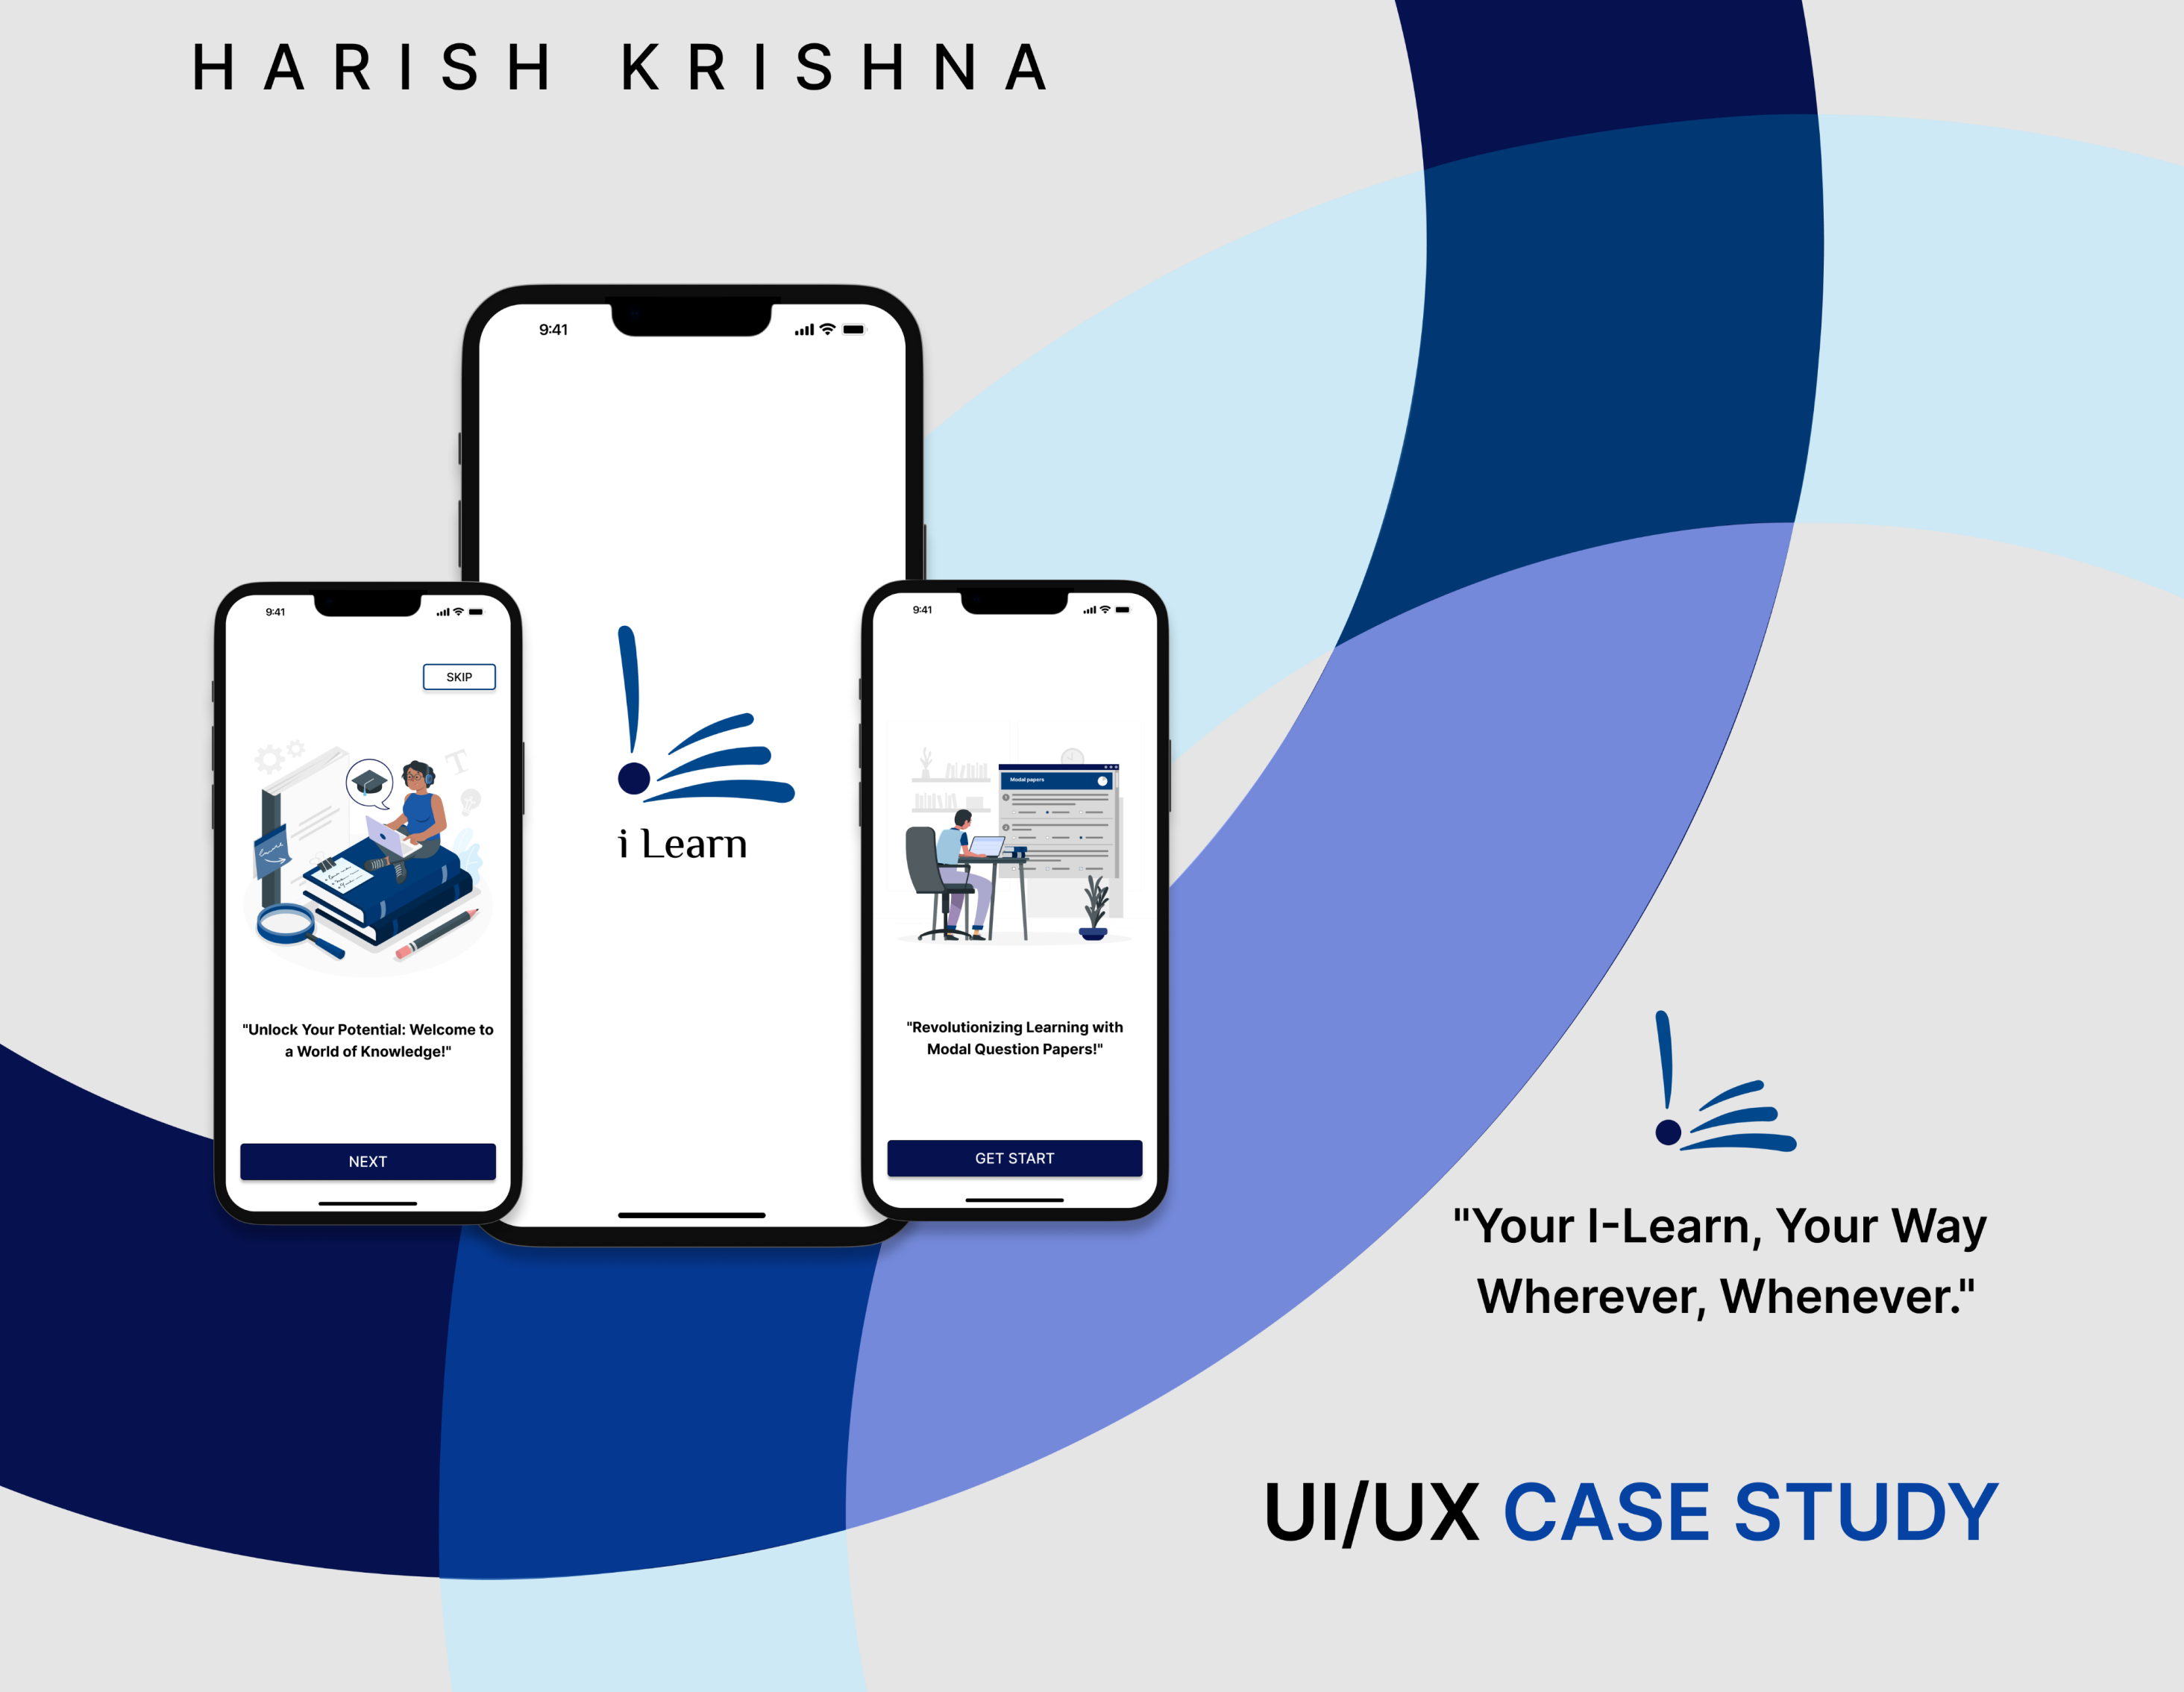 HARISH KRISHNA
9:41
i Learn
9:41
SKIP
"Unlock Your Potential: Welcome to
a World of Knowledge!"
NEXT
9:41
Modal papers
"Revolutionizing Learning with
Modal Question Papers!"
GET START
"Your I-Learn, Your Way
Wherever, Whenever."
UI/UX CASE STUDY